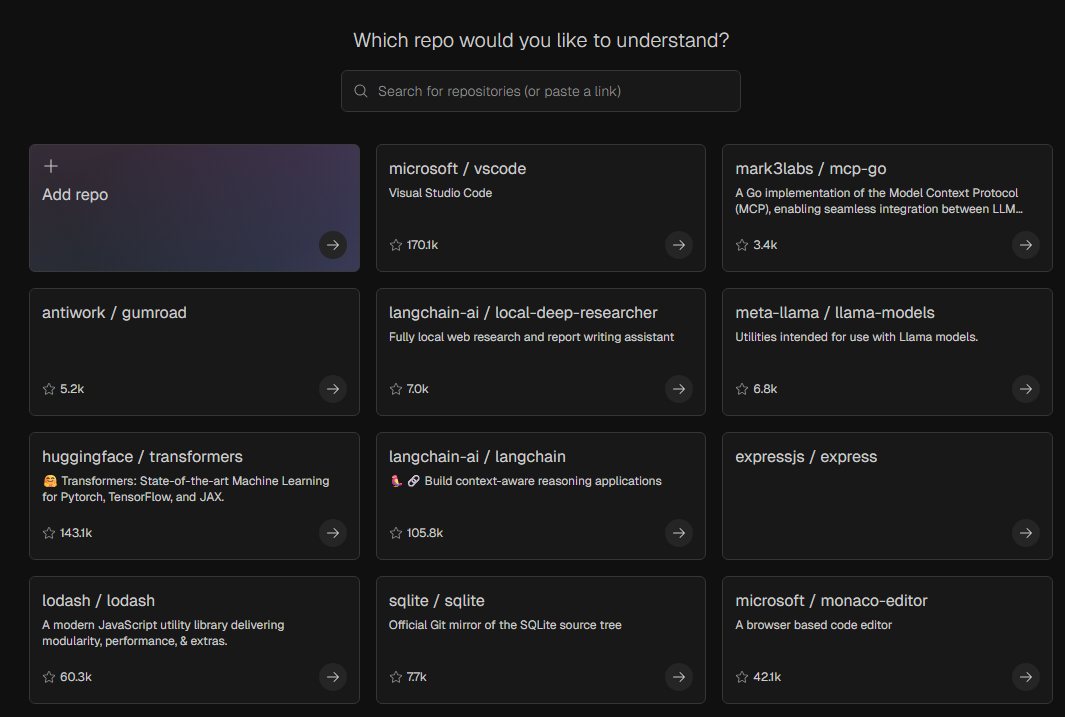 Which repo would you like to understand?
Search for repositories (or paste a link)
Add repo
microsoft / vscode
Visual Studio Code
170.1k
mark3labs / mcp-go
A Go implementation of the Model Context Protocol
(MCP), enabling seamless integration between LLM...
3.4k
antiwork / gumroad
5.2k
langchain-ai / local-deep-researcher
Fully local web research and report writing assistant
7.0k
meta-llama / llama-models
Utilities intended for use with Llama models.
6.8k
huggingface / transformers
🤗 Transformers: State-of-the-art Machine Learning
for Pytorch, TensorFlow, and JAX.
143.1k
langchain-ai / langchain
🦜🔗 Build context-aware reasoning applications
105.8k
expressjs / express
lodash / lodash
A modern JavaScript utility library delivering
modularity, performance, & extras.
60.3k
sqlite / sqlite
Official Git mirror of the SQLite source tree
7.7k
microsoft / monaco-editor
A browser based code editor
42.1k